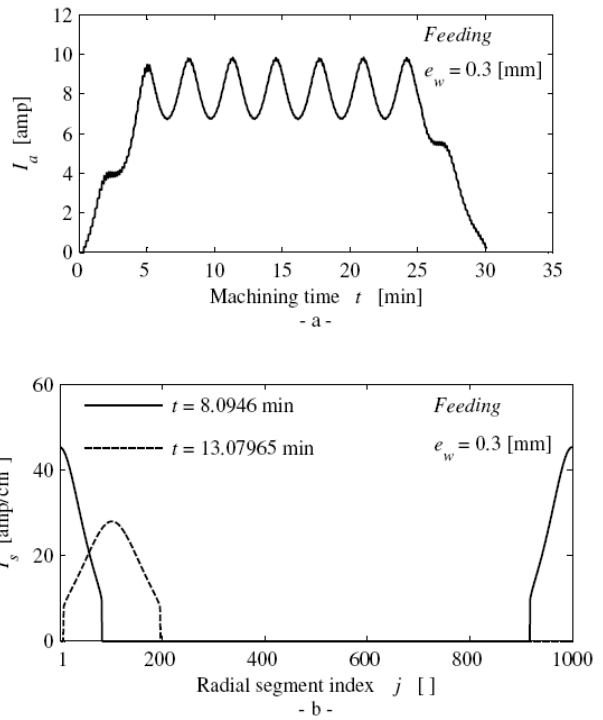 12
10
8
6
4
2
0
I_a [amp]
Feeding
e_w = 0.3 [mm]
0 5 10 15 20 25 30 35
Machining time t [min]
- a -
60
40
20
0
[amp/cm
t = 8.0946 min
t = 13.07965 min
Feeding
e_w = 0.3 [mm]
1 200 400 600 800 1000
Radial segment index j [ ]
- b -